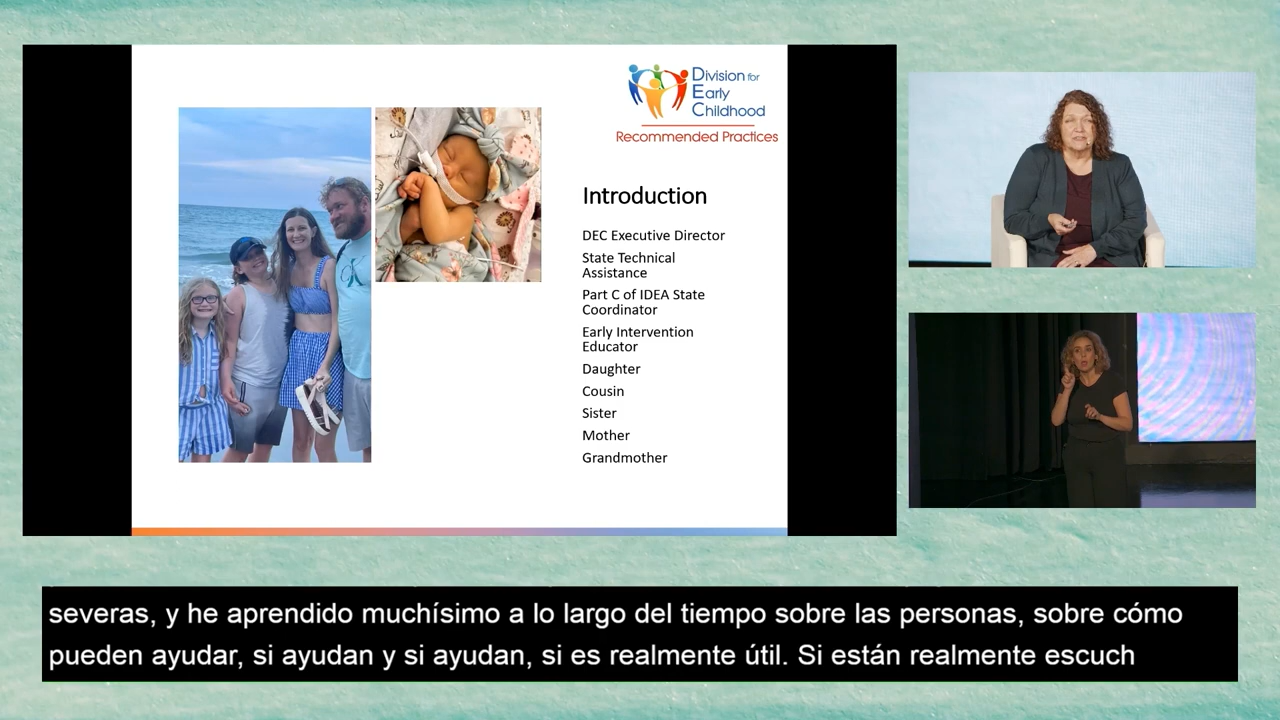 Division for
Early
Childhood
Recommended Practices
Introduction
DEC Executive Director
State Technical
Assistance
Part C of IDEA State
Coordinator
Early Intervention
Educator
Daughter
Cousin
Sister
Mother
Grandmother
severas, y he aprendido muchísimo a lo largo del tiempo sobre las personas, sobre cómo
pueden ayudar, si ayudan y si ayudan, si es realmente útil. Si están realmente escuch